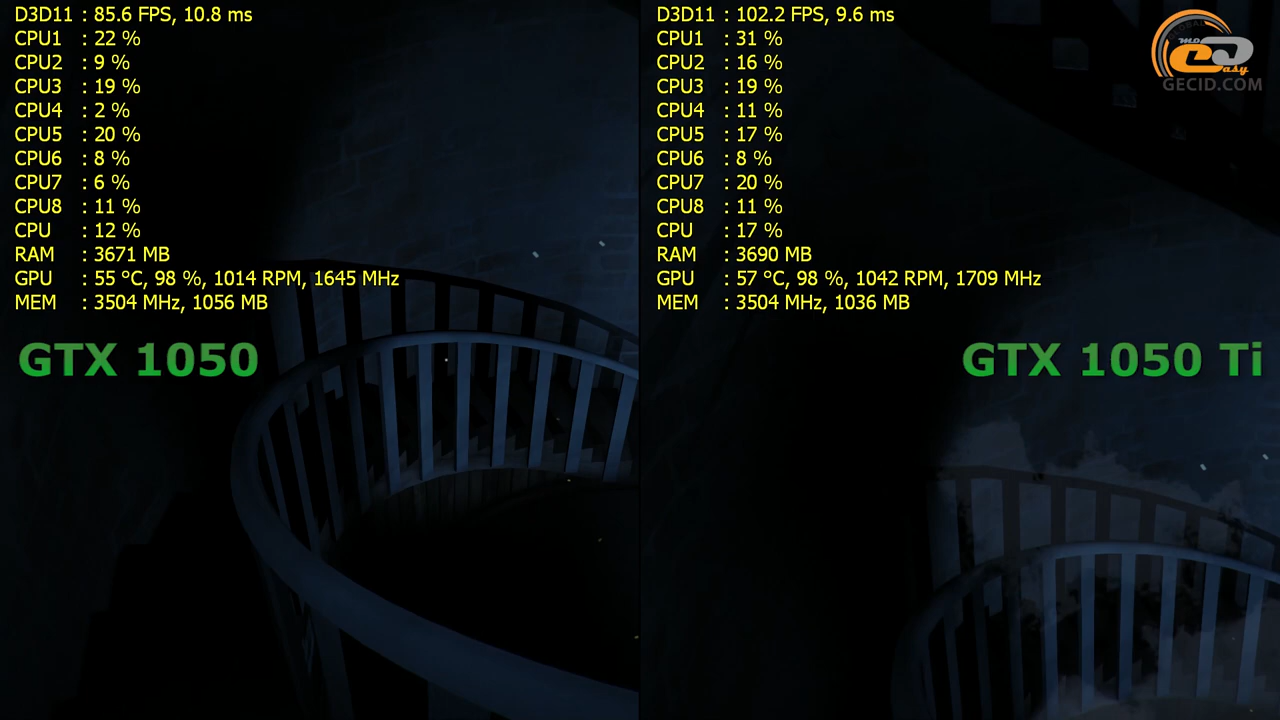 D3D11 : 85.6 FPS, 10.8 ms
CPU1 : 22 %
CPU2 : 9 %
CPU3 : 19 %
CPU4 : 2 %
CPU5 : 20 %
CPU6 : 8 %
CPU7 : 6 %
CPU8 : 11 %
CPU : 12 %
RAM : 3671 MB
GPU : 55 °C, 98 %, 1014 RPM, 1645 MHz
MEM : 3504 MHz, 1056 MB
GTX 1050
D3D11 : 102.2 FPS, 9.6 ms
CPU1 : 31 %
CPU2 : 16 %
CPU3 : 19 %
CPU4 : 11 %
CPU5 : 17 %
CPU6 : 8 %
CPU7 : 20 %
CPU8 : 11 %
CPU : 17 %
RAM : 3690 MB
GPU : 57 °C, 98 %, 1042 RPM, 1709 MHz
MEM : 3504 MHz, 1036 MB
GTX 1050 Ti
GECID.COM